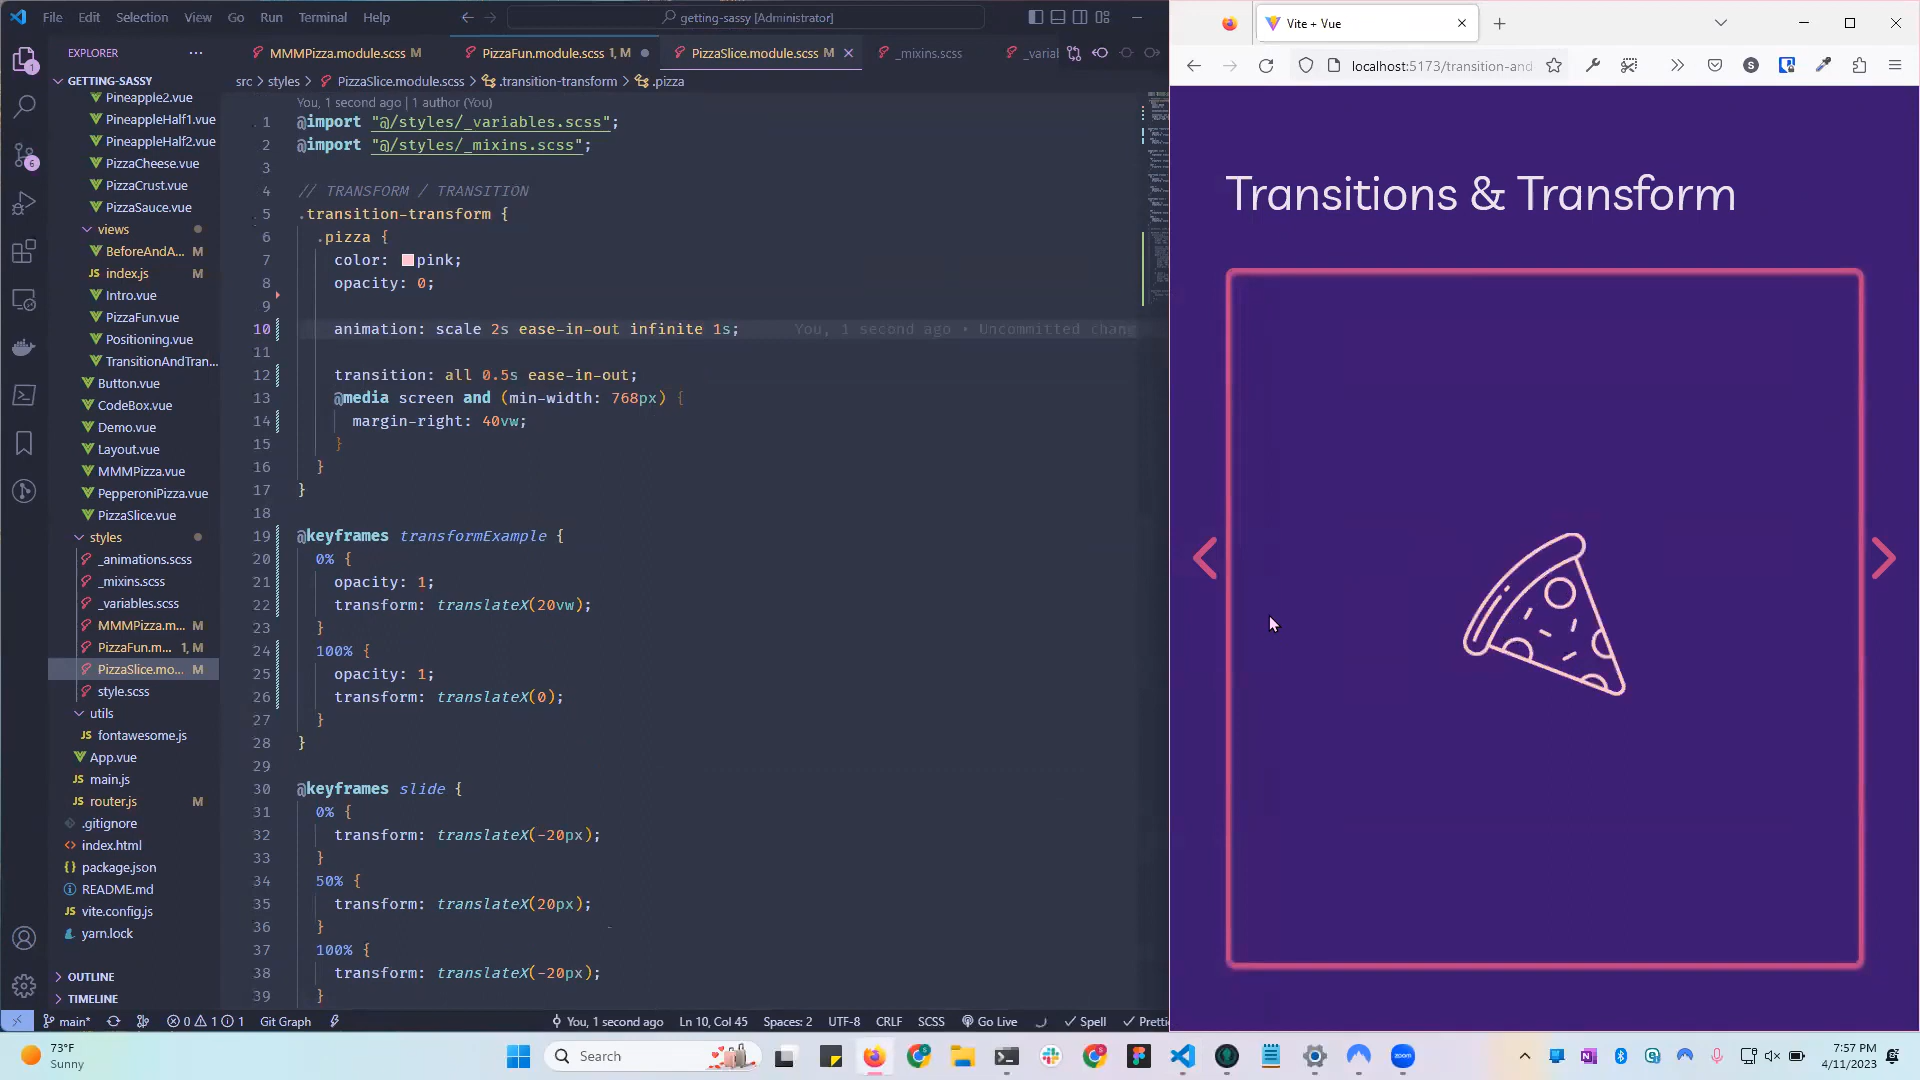 File Edit Selection View Go Run Terminal Help
getting-sassy [Administrator]
Vite + Vue
localhost:5173/transition-and
EXPLORER
GETTING-SASSY
Pineapple2.vue
PineappleHalf1.vue
PineappleHalf2.vue
PizzaCheese.vue
PizzaCrust.vue
PizzaSauce.vue
views
BeforeAndA... M
index.js M
Intro.vue
PizzaFun.vue
Positioning.vue
TransitionAndTran...
Button.vue
CodeBox.vue
Demo.vue
Layout.vue
MMMPizza.vue
PepperoniPizza.vue
PizzaSlice.vue
styles
_animations.scss
_mixins.scss
_variables.scss
MMMPizza.m... M
PizzaFun.m... 1, M
PizzaSlice.mo... M
style.scss
utils
fontawesome.js
App.vue
main.js
router.js M
.gitignore
index.html
package.json
README.md
vite.config.js
yarn.lock
OUTLINE
TIMELINE
MMMPizza.module.scss M
PizzaFun.module.scss 1, M
PizzaSlice.module.scss M
_mixins.scss
_varial
src > styles > PizzaSlice.module.scss > .transition-transform > .pizza
You, 1 second ago | 1 author (You)
1 @import "@/styles/_variables.scss";
2 @import "@/styles/_mixins.scss";
3
4 // TRANSFORM / TRANSITION
5 .transition-transform {
6 .pizza {
7 color: pink;
8 opacity: 0;
9
10 animation: scale 2s ease-in-out infinite 1s; You, 1 second ago • Uncommitted chan
11
12 transition: all 0.5s ease-in-out;
13 @media screen and (min-width: 768px) {
14 margin-right: 40vw;
15 }
16 }
17 }
18
19 @keyframes transformExample {
20 0% {
21 opacity: 1;
22 transform: translateX(20vw);
23 }
24 100% {
25 opacity: 1;
26 transform: translateX(0);
27 }
28 }
29
30 @keyframes slide {
31 0% {
32 transform: translateX(-20px);
33 }
34 50% {
35 transform: translateX(20px);
36 }
37 100% {
38 transform: translateX(-20px);
39 }
Transitions & Transform
main* 0 1 1 Git Graph You, 1 second ago Ln 10, Col 45 Spaces: 2 UTF-8 CRLF SCSS Go Live Spell Pretti
73°F
Sunny
Search
7:57 PM
4/11/2023